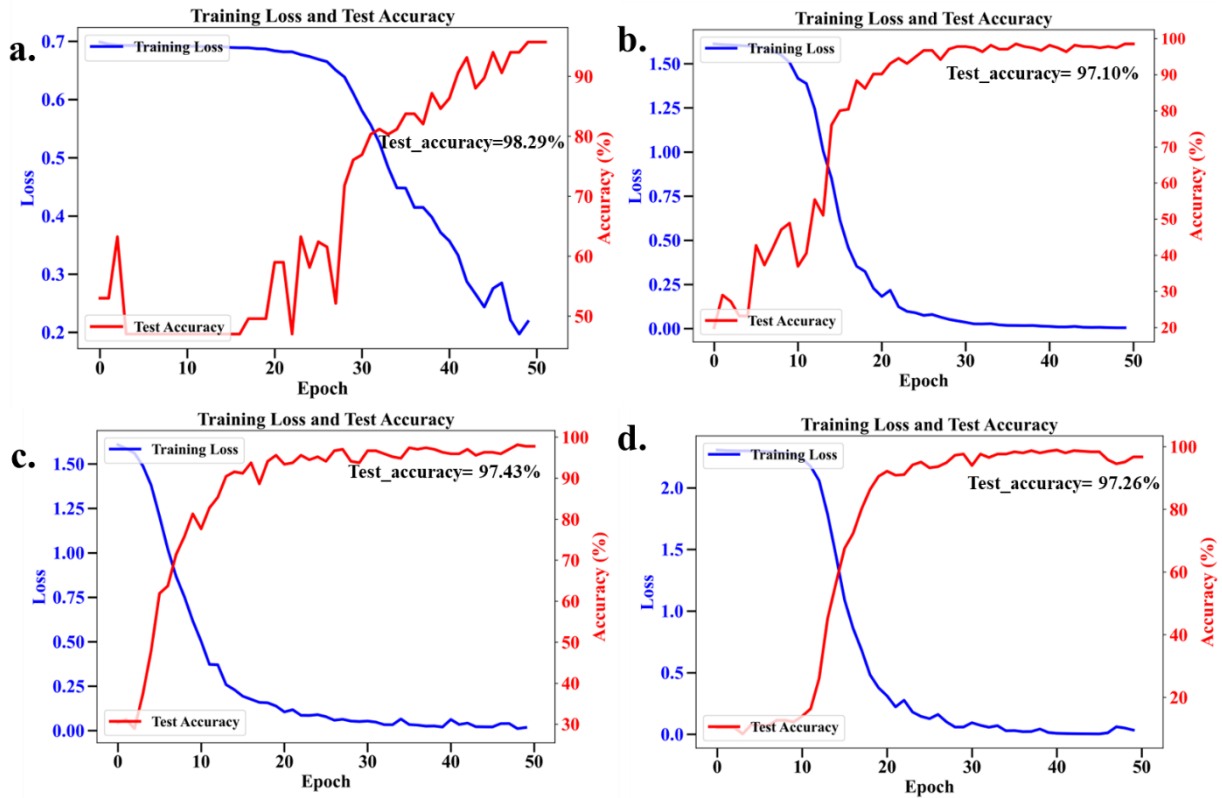 a.
Training Loss and Test Accuracy
Training Loss
Test_accuracy=98.29%
Test Accuracy
Loss
0.7
0.6
0.5
0.4
0.3
0.2
Accuracy (%)
90
80
70
60
50
0 10 20 30 40 50
Epoch
b.
Training Loss and Test Accuracy
Training Loss
Test_accuracy= 97.10%
Test Accuracy
Loss
1.50
1.25
1.00
0.75
0.50
0.25
0.00
Accuracy (%)
100
90
80
70
60
50
40
30
20
0 10 20 30 40 50
Epoch
c.
Training Loss and Test Accuracy
Training Loss
Test_accuracy= 97.43%
Test Accuracy
Loss
1.50
1.25
1.00
0.75
0.50
0.25
0.00
Accuracy (%)
100
90
80
70
60
50
40
30
0 10 20 30 40 50
Epoch
d.
Training Loss and Test Accuracy
Training Loss
Test_accuracy= 97.26%
Test Accuracy
Loss
2.0
1.5
1.0
0.5
0.0
Accuracy (%)
100
80
60
40
20
0 10 20 30 40 50
Epoch